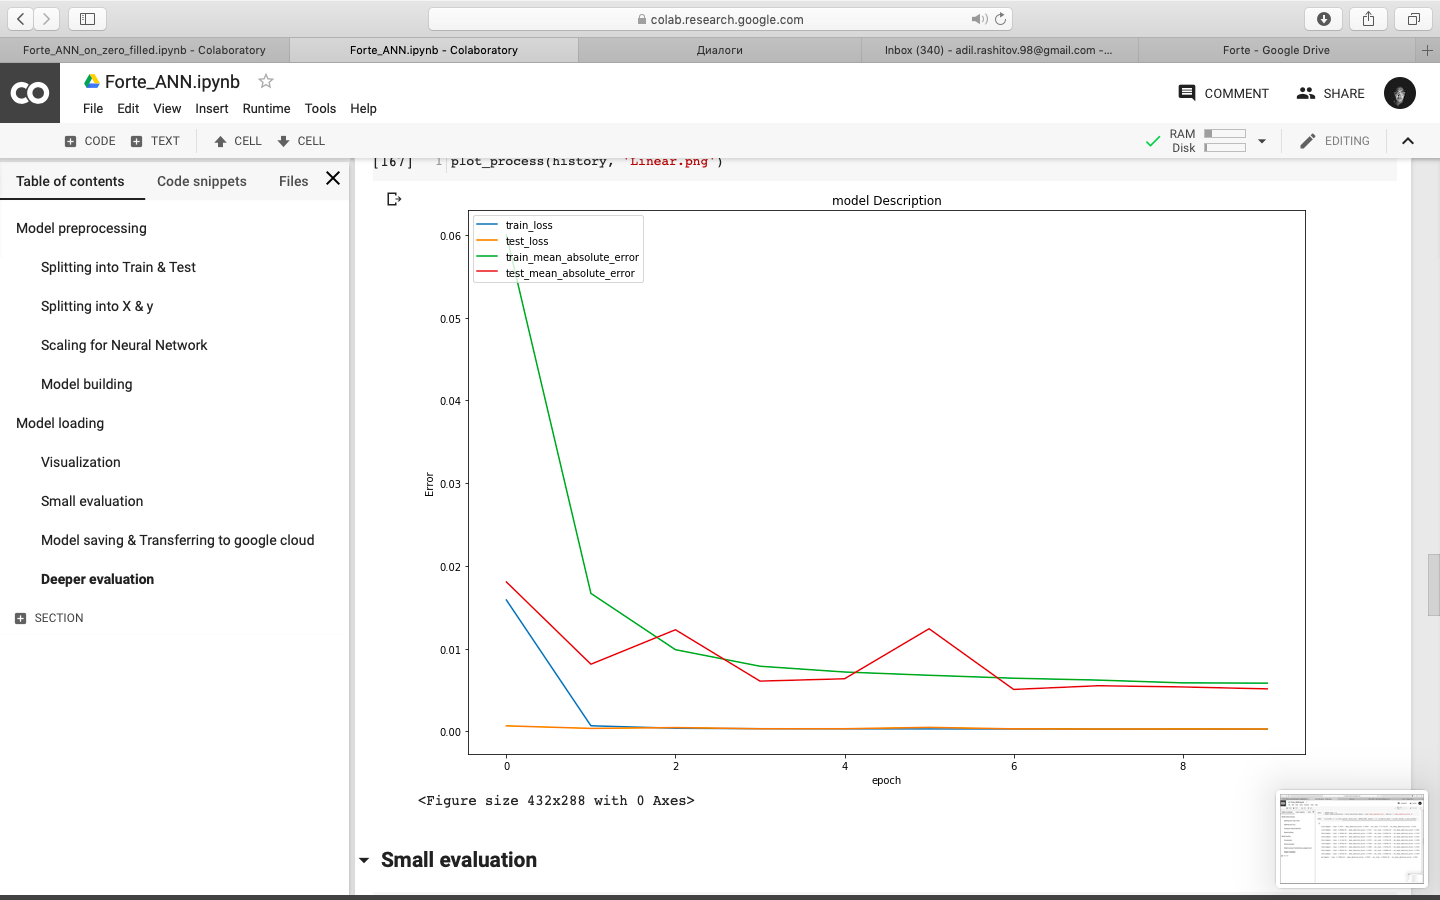 colab.research.google.com
Forte_ANN_on_zero_filled.ipynb - Colaboratory
Forte_ANN.ipynb - Colaboratory
Диалоги
Inbox (340) - adil.rashitov.98@gmail.com -...
Forte - Google Drive
CO
Forte_ANN.ipynb
COMMENT
SHARE
File Edit View Insert Runtime Tools Help
CODE
TEXT
CELL
CELL
RAM
Disk
EDITING
Table of contents
Code snippets
Files
Model preprocessing
Splitting into Train & Test
Splitting into X & y
Scaling for Neural Network
Model building
Model loading
Visualization
Small evaluation
Model saving & Transferring to google cloud
Deeper evaluation
SECTION
[167] 1 plot_process(history, 'Linear.png')
model Description
train_loss
test_loss
train_mean_absolute_error
test_mean_absolute_error
0.06
0.05
0.04
0.03
0.02
0.01
0.00
Error
0 2 4 6 8
epoch
<Figure size 432x288 with 0 Axes>
Small evaluation